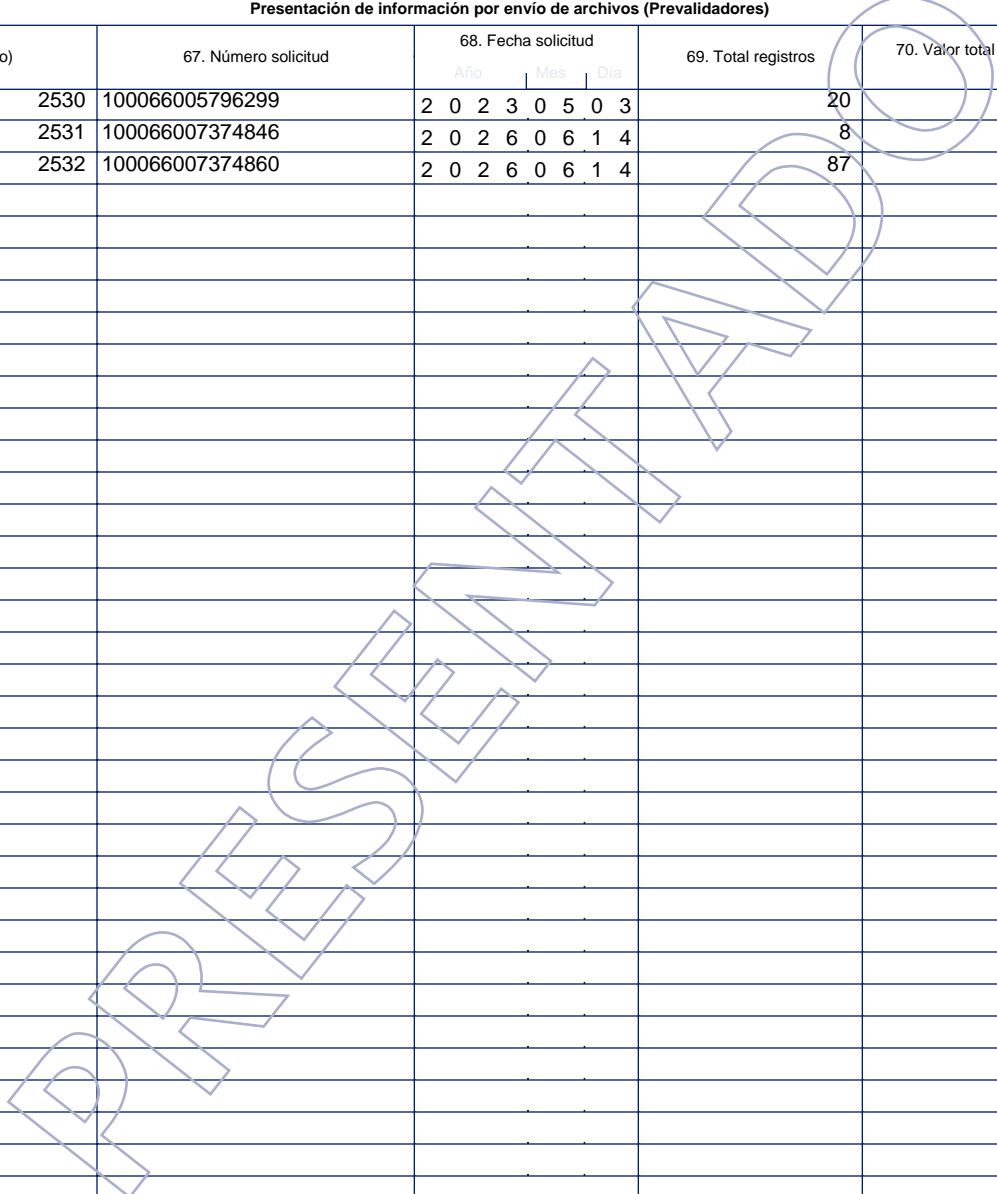 Presentación de información por envío de archivos (Prevalidadores)
o) 67. Número solicitud 68. Fecha solicitud 69. Total registros 70. Valor total
Año Mes Día
2530 100066005796299 2 0 2 3 0 5 0 3 20
2531 100066007374846 2 0 2 6 0 6 1 4 8
2532 100066007374860 2 0 2 6 0 6 1 4 87
PRESENTADO